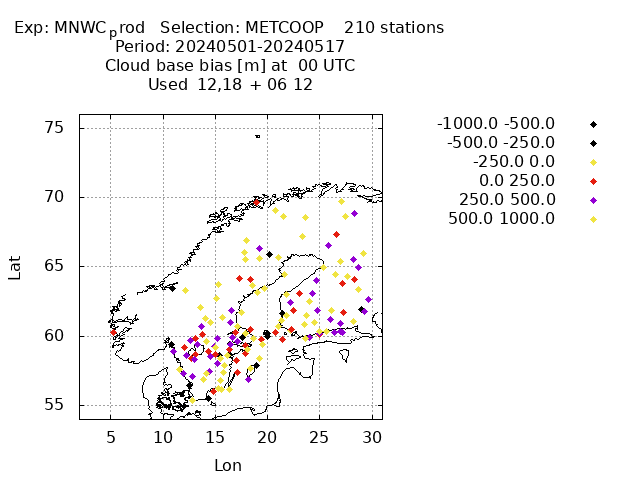 Exp: MNWCprod   Selection: METCOOP    210 stations
Period: 20240501-20240517
Cloud base bias [m] at  00 UTC
Used 12,18 + 06 12
-1000.0 -500.0
-500.0 -250.0
-250.0 0.0
0.0 250.0
250.0 500.0
500.0 1000.0
75
70
65
60
55
Lat
5 10 15 20 25 30
Lon